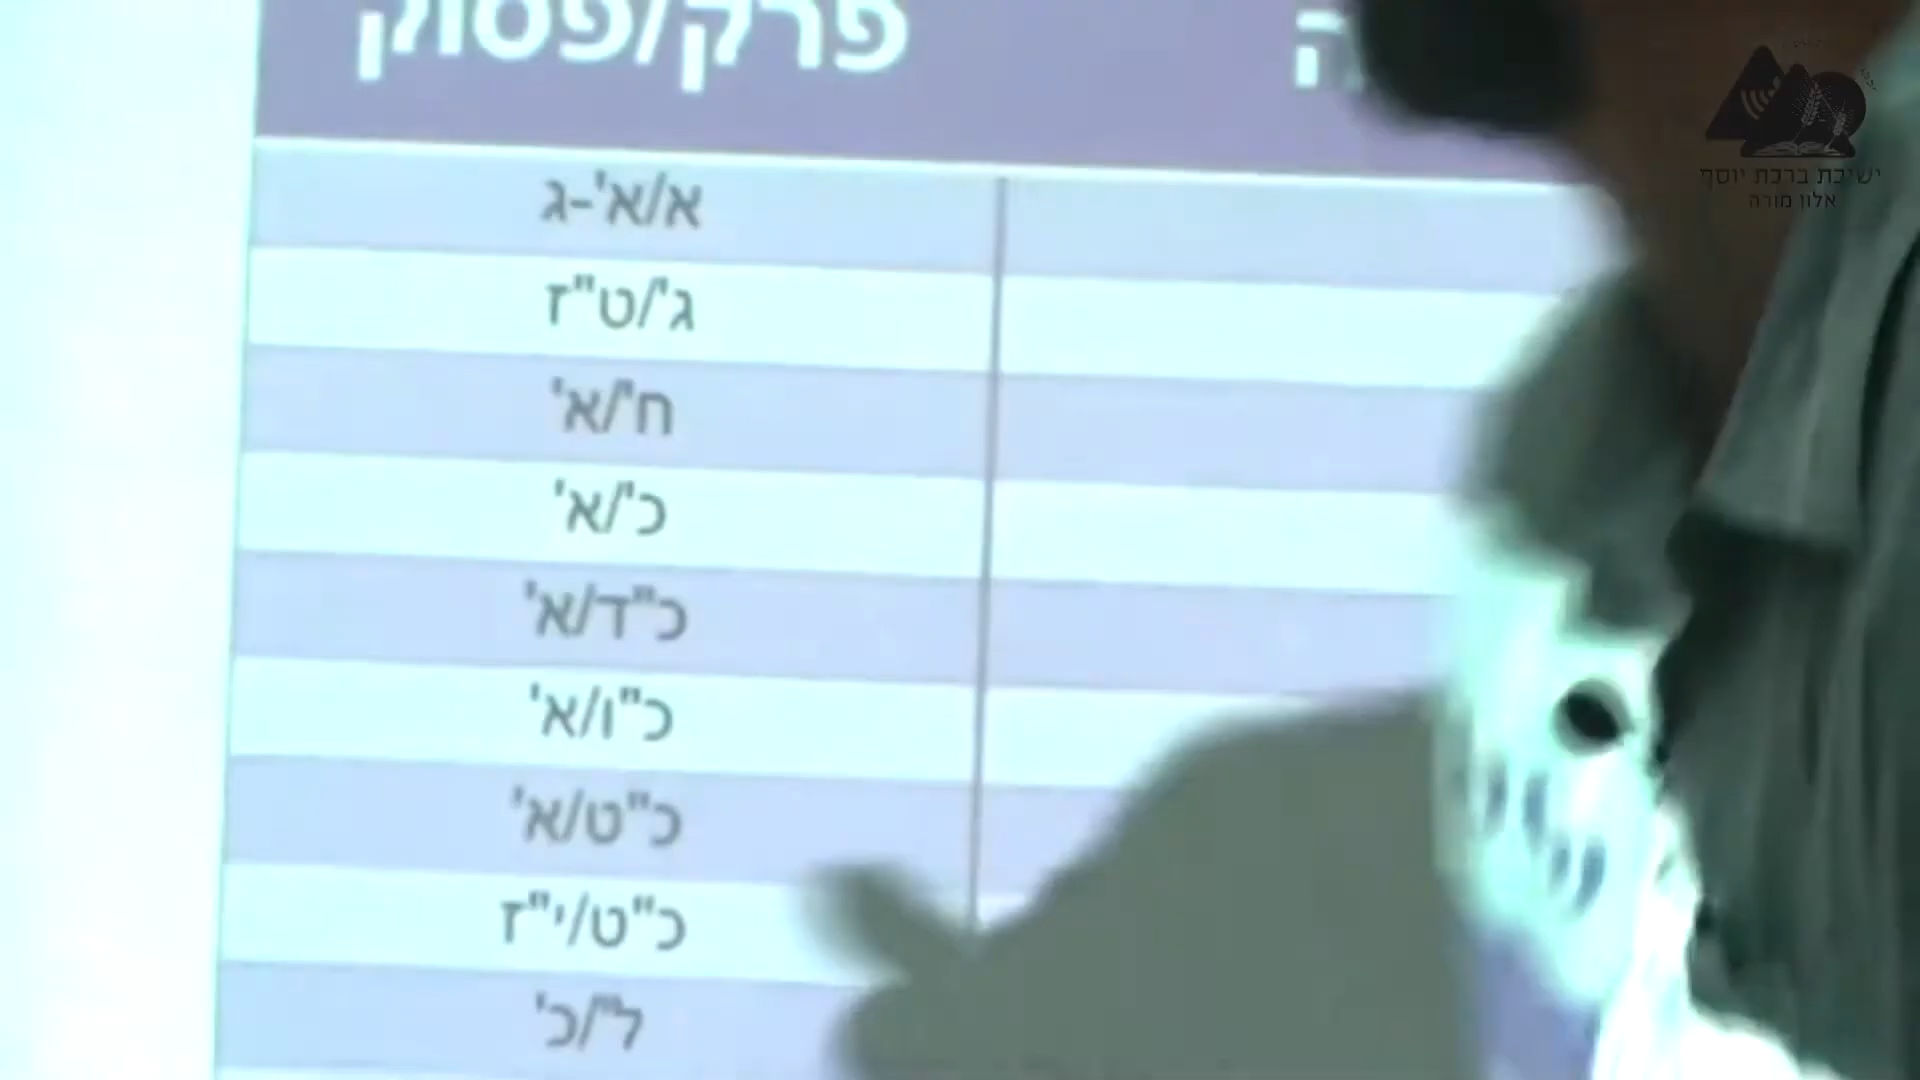 פרק/פסוק
א/א'-ג
ג'/ט"ז
ח'/א'
כ'/א'
כ"ד/א'
כ"ו/א'
כ"ט/א'
כ"ט/י"ז
ל'/כ'
ישיבת ברכת יוסף
אלון מורה